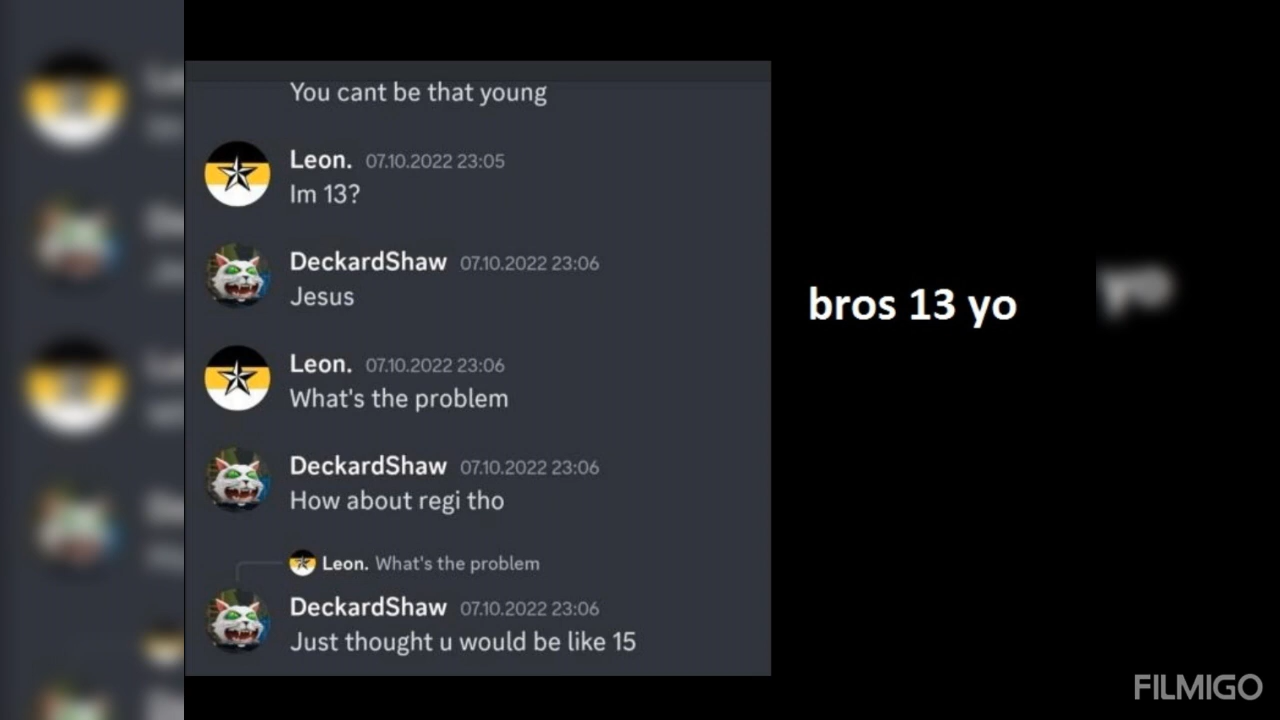 You cant be that young
Leon. 07.10.2022 23:05
Im 13?
DeckardShaw 07.10.2022 23:06
Jesus
Leon. 07.10.2022 23:06
What's the problem
DeckardShaw 07.10.2022 23:06
How about regi tho
Leon. What's the problem
DeckardShaw 07.10.2022 23:06
Just thought u would be like 15
bros 13 yo
yo
FILMIGO